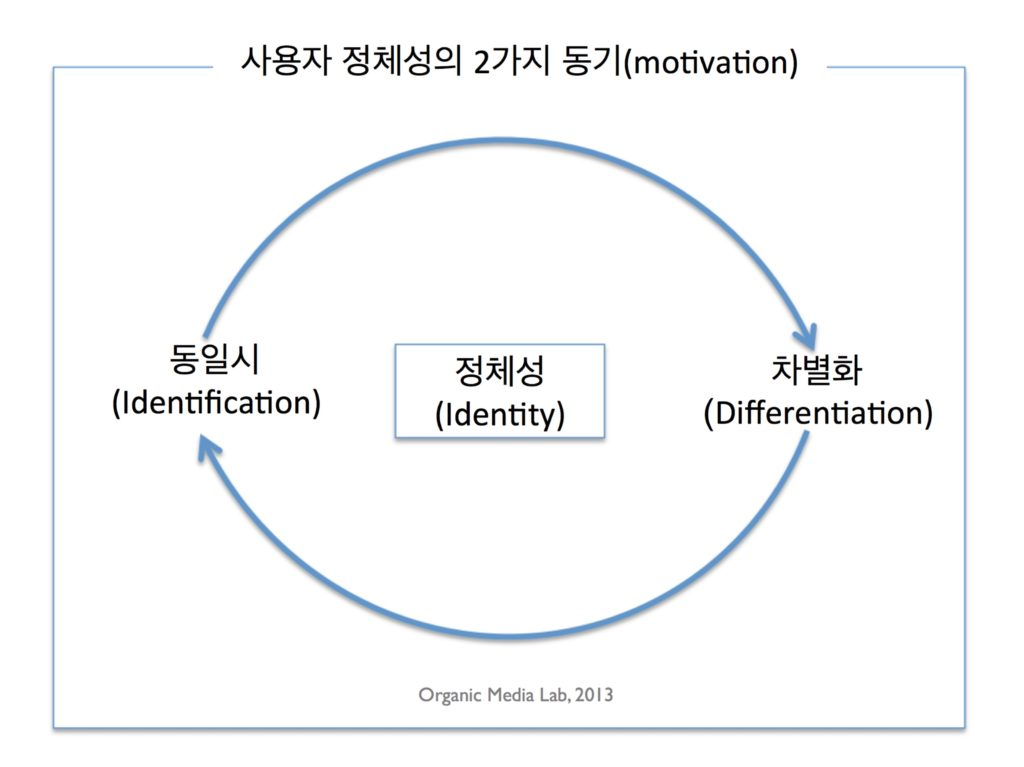 사용자 정체성의 2가지 동기(motivation)
동일시
(Identification)
정체성
(Identity)
차별화
(Differentiation)
Organic Media Lab, 2013